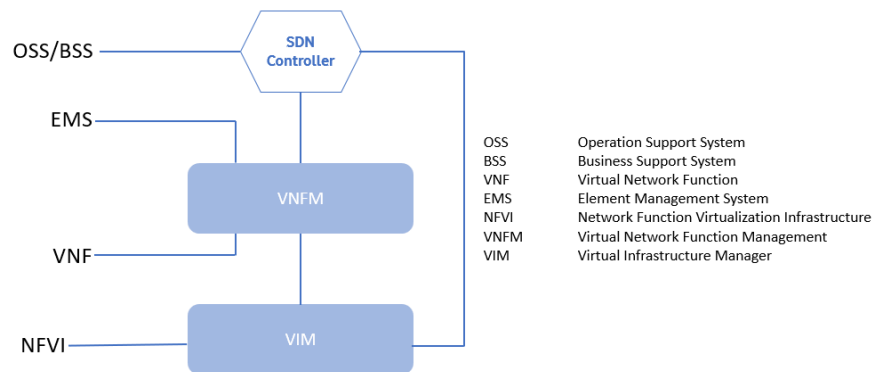 OSS/BSS
SDN
Controller
EMS
VNFM
VNF
NFVI
VIM
OSS Operation Support System
BSS Business Support System
VNF Virtual Network Function
EMS Element Management System
NFVI Network Function Virtualization Infrastructure
VNFM Virtual Network Function Management
VIM Virtual Infrastructure Manager